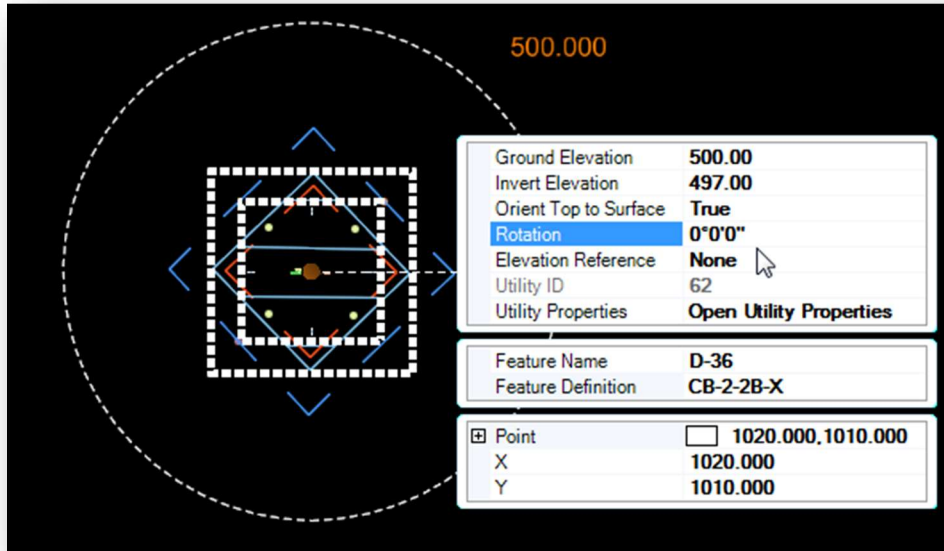 500.000
Ground Elevation 500.00
Invert Elevation 497.00
Orient Top to Surface True
Rotation 0°0'0"
Elevation Reference None
Utility ID 62
Utility Properties Open Utility Properties
Feature Name D-36
Feature Definition CB-2-2B-X
Point 1020.000,1010.000
X 1020.000
Y 1010.000